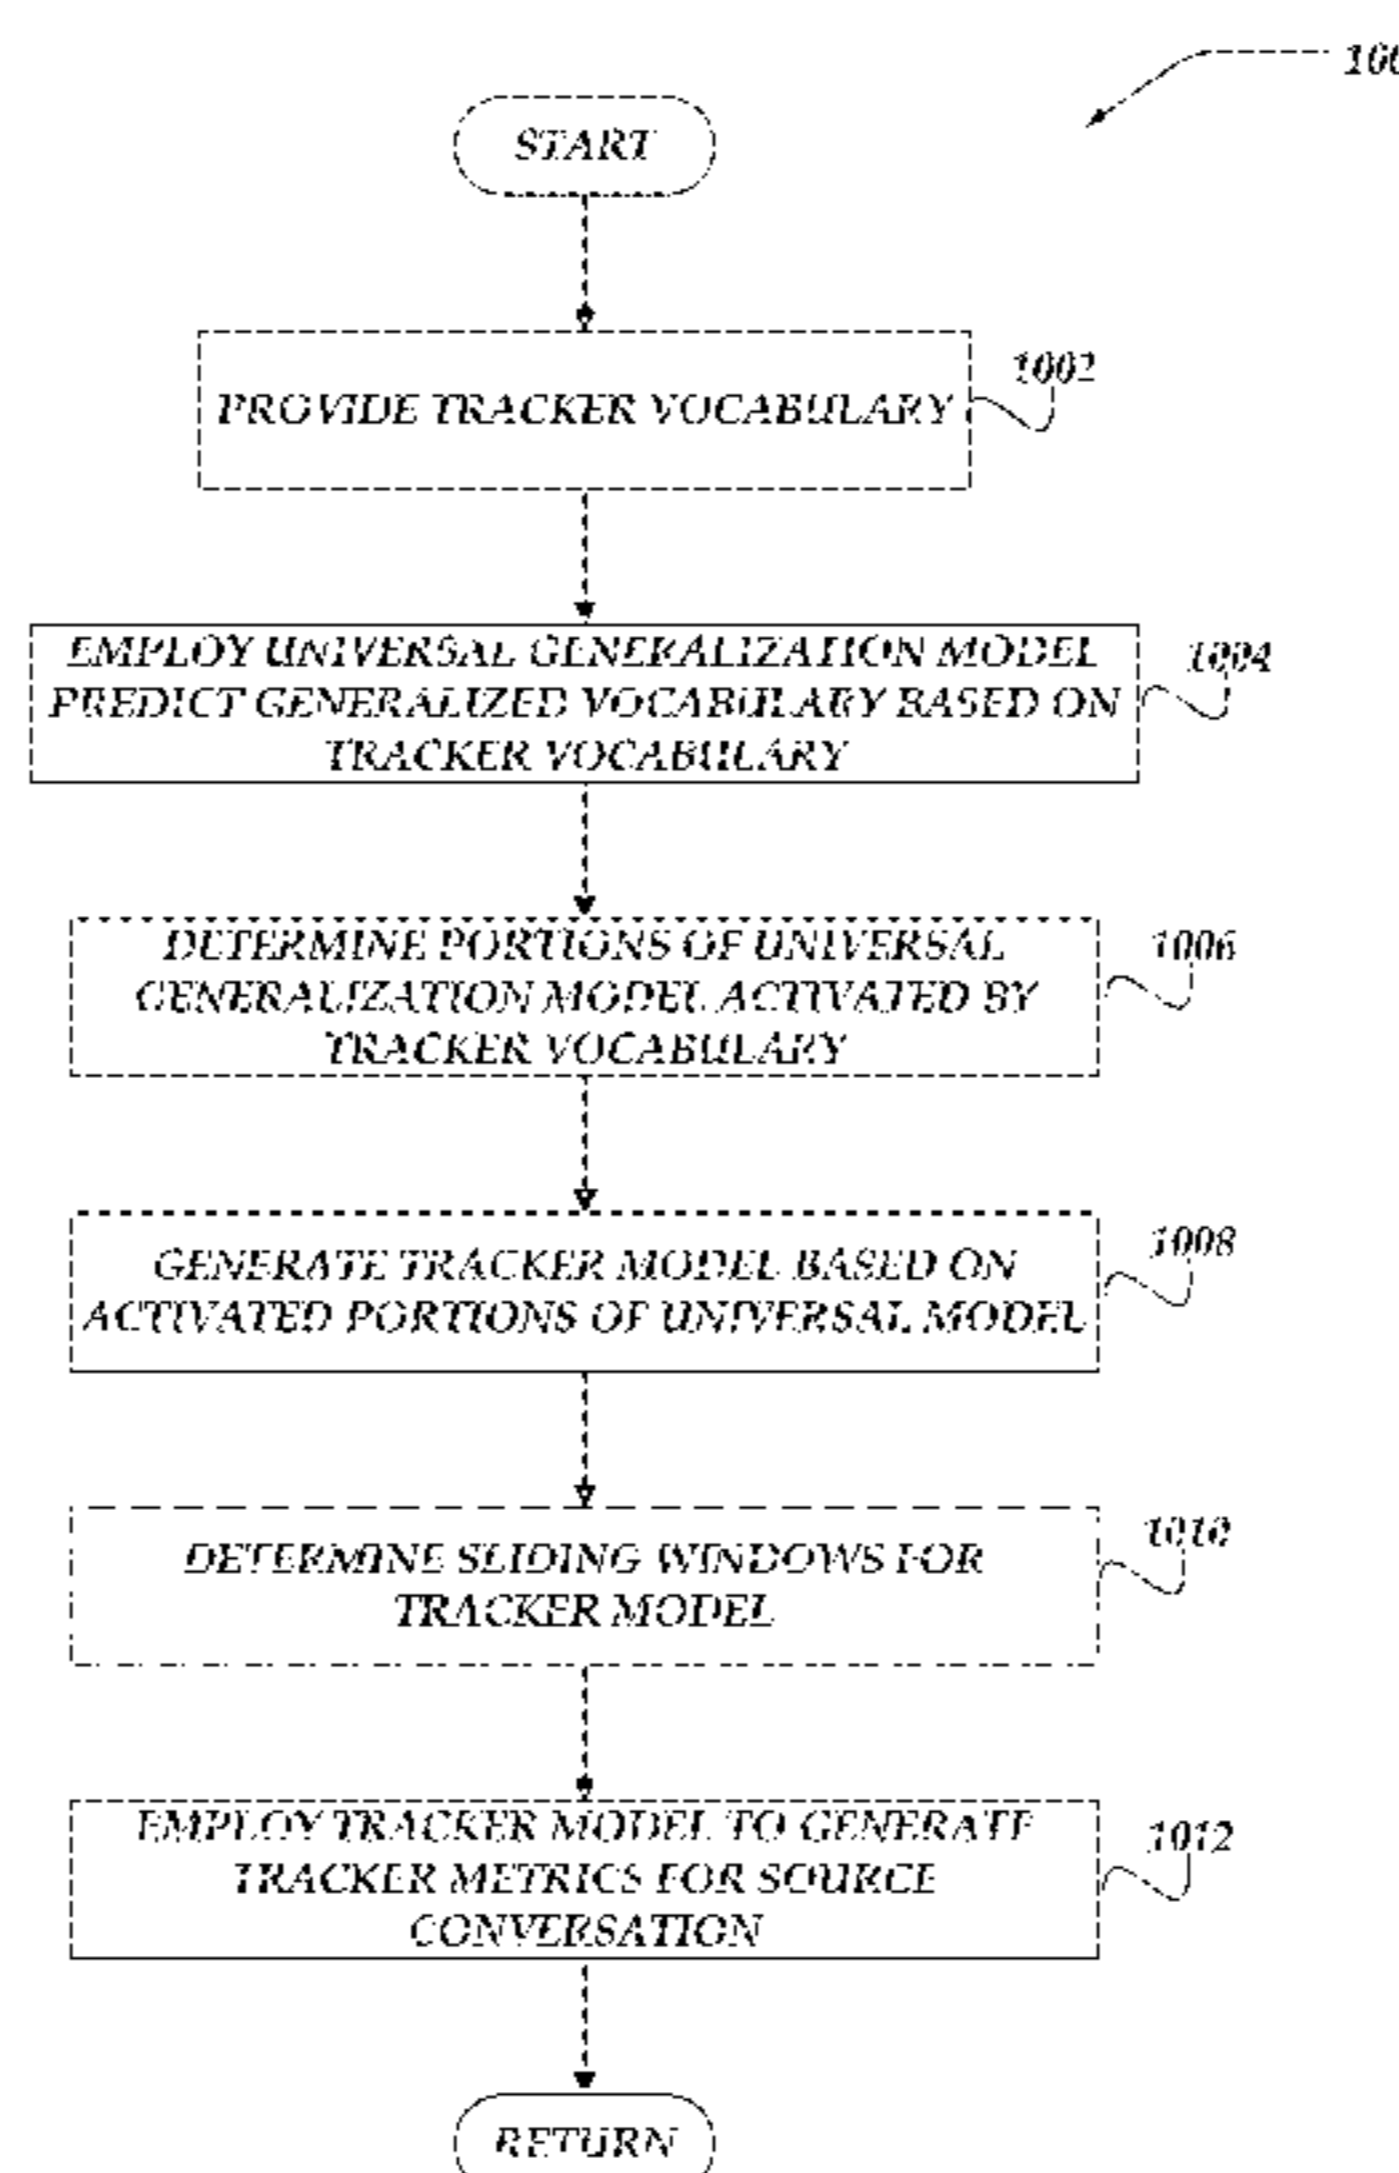 START
1002
PROVIDE TRACKER VOCABULARY
1004
EMPLOY UNIVERSAL GENERALIZATION MODEL
PREDICT GENERALIZED VOCABULARY BASED ON
TRACKER VOCABULARY
1006
DETERMINE PORTIONS OF UNIVERSAL
GENERALIZATION MODEL ACTIVATED BY
TRACKER VOCABULARY
1008
GENERATE TRACKER MODEL BASED ON
ACTIVATED PORTIONS OF UNIVERSAL MODEL
1010
DETERMINE SLIDING WINDOWS FOR
TRACKER MODEL
1012
EMPLOY TRACKER MODEL TO GENERATE
TRACKER METRICS FOR SOURCE
CONVERSATION
RETURN